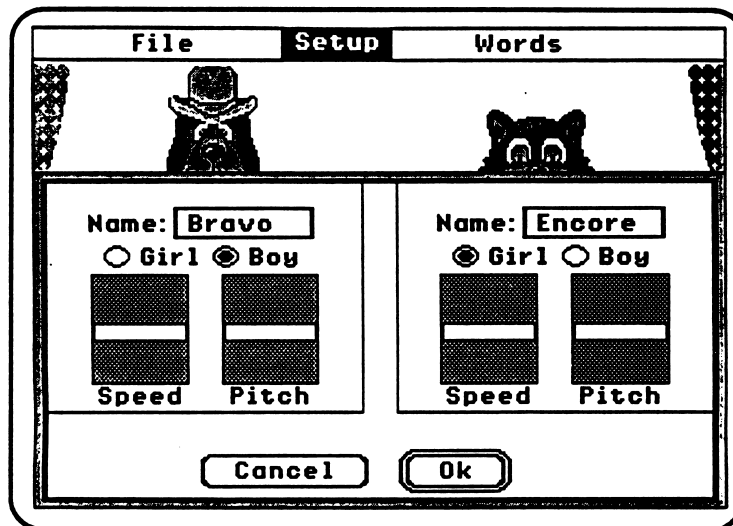 File Setup Words
Name: Bravo Name: Encore
Girl Boy Girl Boy
Speed Pitch Speed Pitch
Cancel Ok